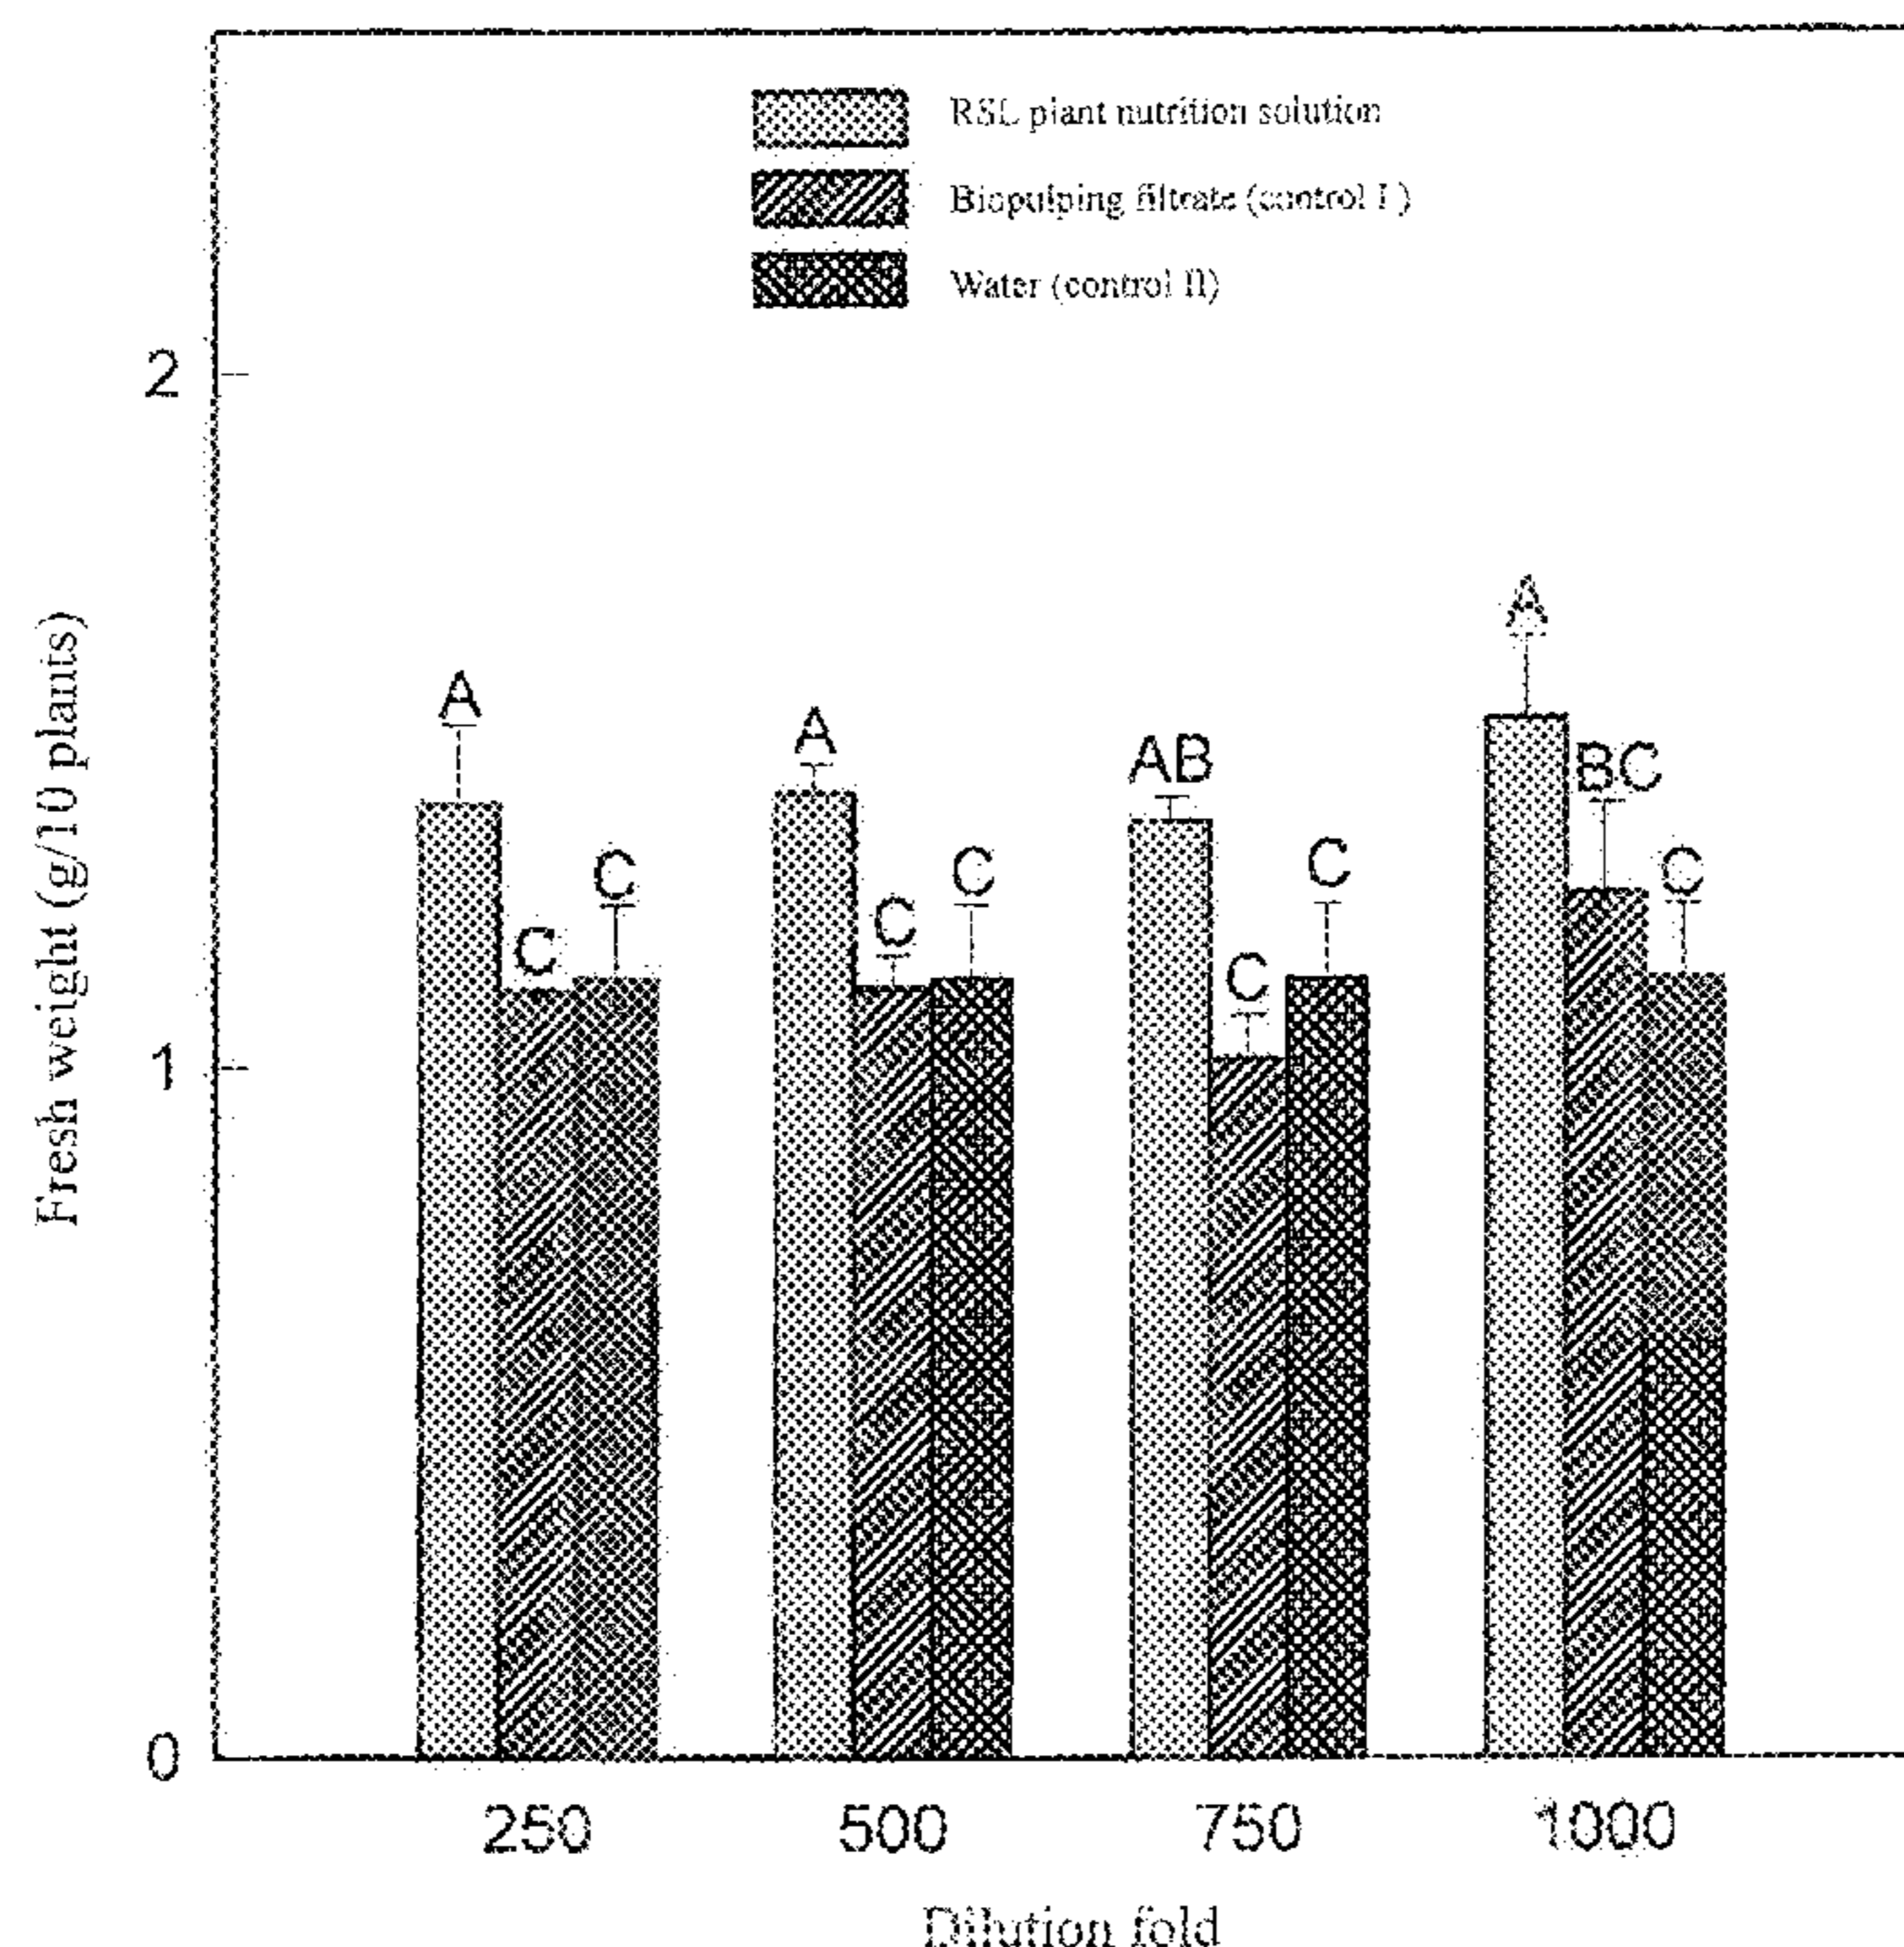 RSL plant nutrition solution
Biopulping filtrate (control I)
Water (control II)
2
1
0
Fresh weight (g/10 plants)
A
C
C
A
C
C
AB
C
C
A
BC
C
250
500
750
1000
Dilution fold